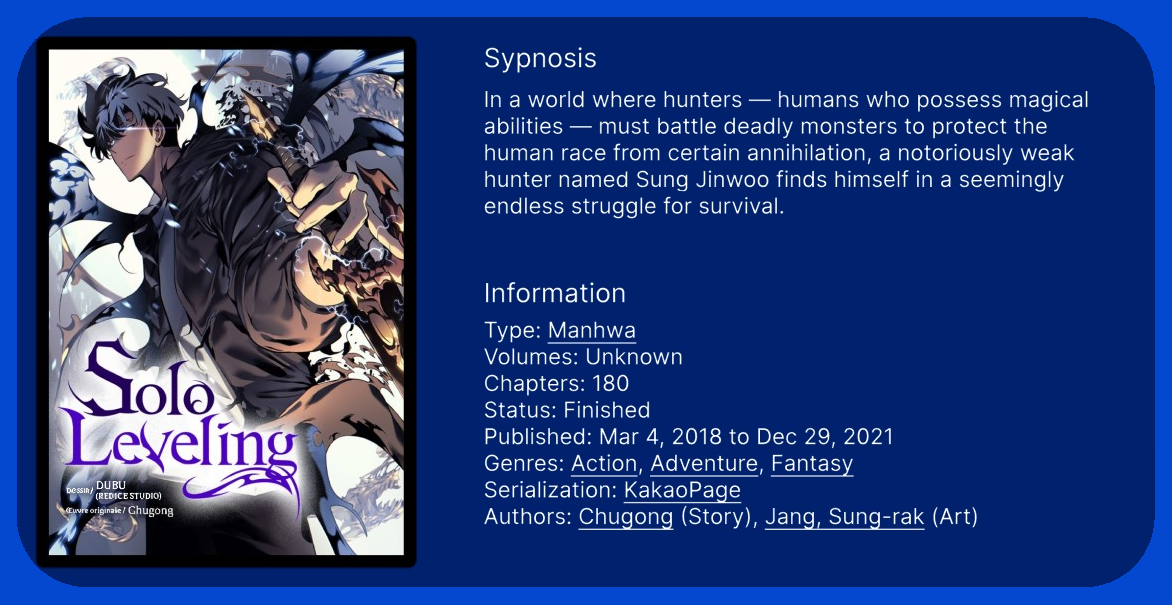 Sypnosis
In a world where hunters — humans who possess magical
abilities — must battle deadly monsters to protect the
human race from certain annihilation, a notoriously weak
hunter named Sung Jinwoo finds himself in a seemingly
endless struggle for survival.
Information
Type: Manhwa
Volumes: Unknown
Chapters: 180
Status: Finished
Published: Mar 4, 2018 to Dec 29, 2021
Genres: Action, Adventure, Fantasy
Serialization: KakaoPage
Authors: Chugong (Story), Jang, Sung-rak (Art)
Solo
Leveling
Dessin / DUBU
(REDICE STUDIO)
Œuvre originale / Chugong